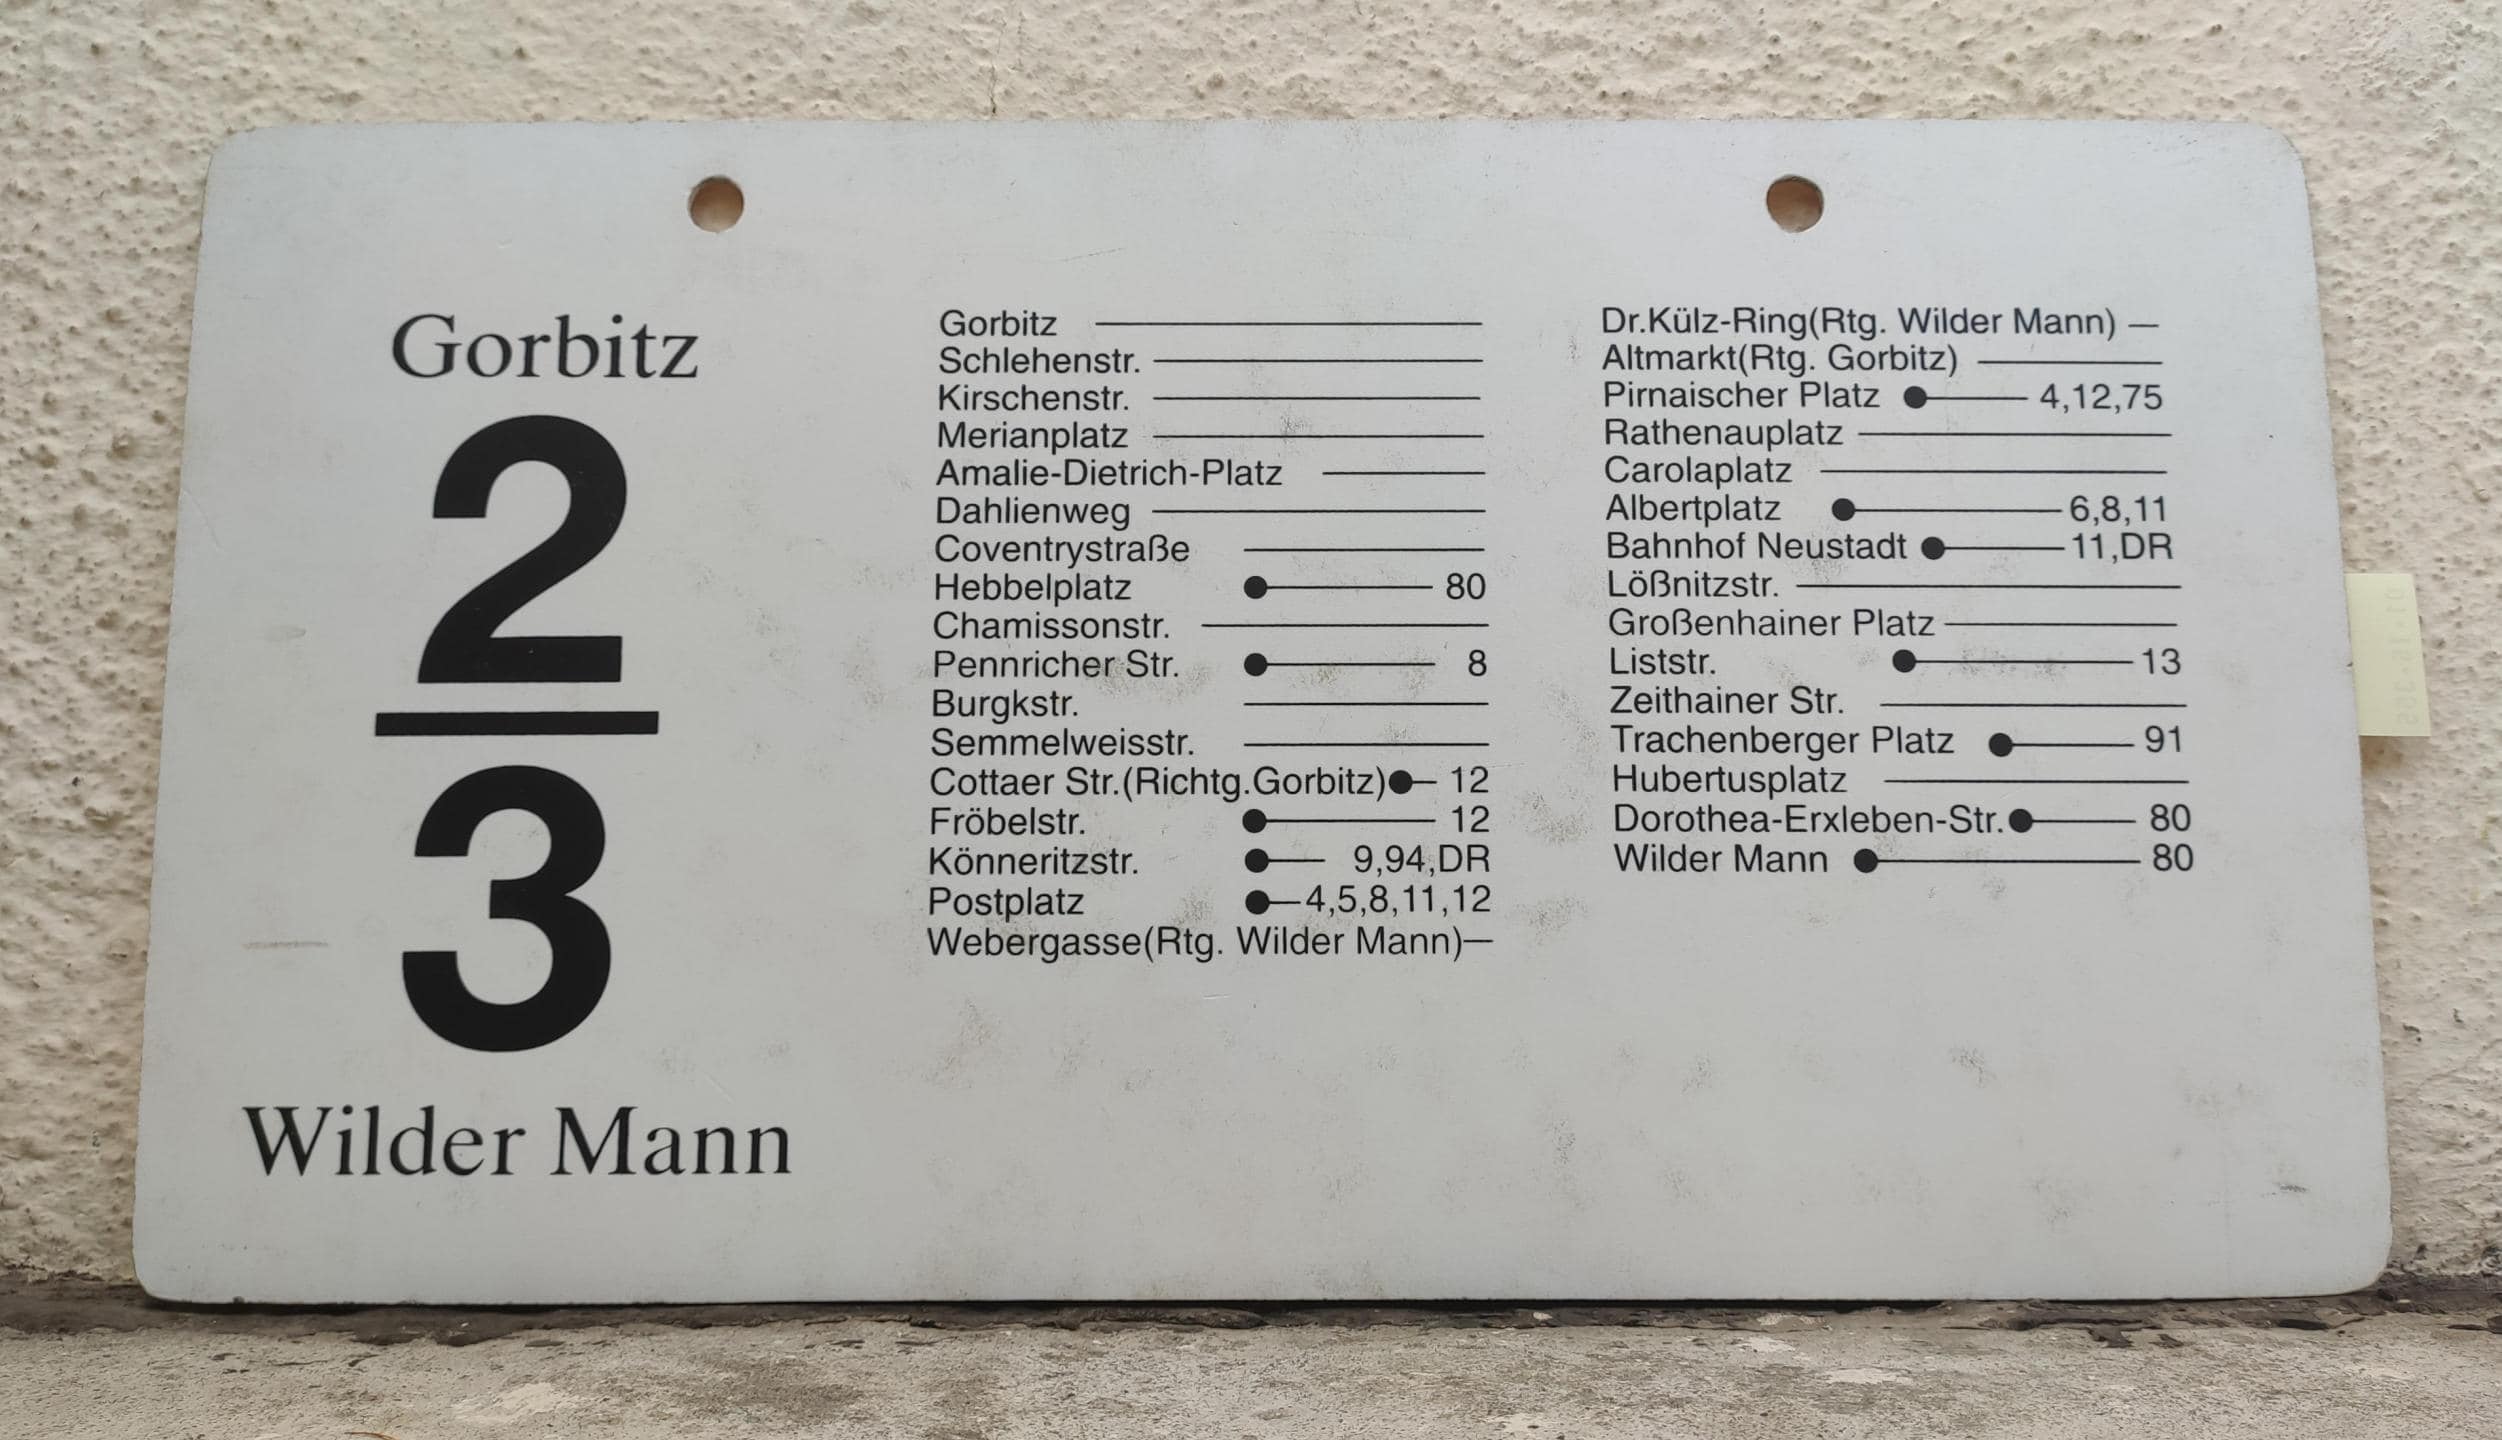 Gorbitz
2
3
Wilder Mann
Gorbitz
Schlehenstr.
Kirschenstr.
Merianplatz
Amalie-Dietrich-Platz
Dahlienweg
Coventrystraße
Hebbelplatz 80
Chamissonstr.
Pennricher Str. 8
Burgkstr.
Semmelweisstr.
Cottaer Str.(Richtg.Gorbitz) 12
Fröbelstr. 12
Könneritzstr. 9,94,DR
Postplatz 4,5,8,11,12
Webergasse(Rtg. Wilder Mann)
Dr.Külz-Ring(Rtg. Wilder Mann)
Altmarkt(Rtg. Gorbitz)
Pirnaischer Platz 4,12,75
Rathenauplatz
Carolaplatz
Albertplatz 6,8,11
Bahnhof Neustadt 11,DR
Lößnitzstr.
Großenhainer Platz
Liststr. 13
Zeithainer Str.
Trachenberger Platz 91
Hubertusplatz
Dorothea-Erxleben-Str. 80
Wilder Mann 80